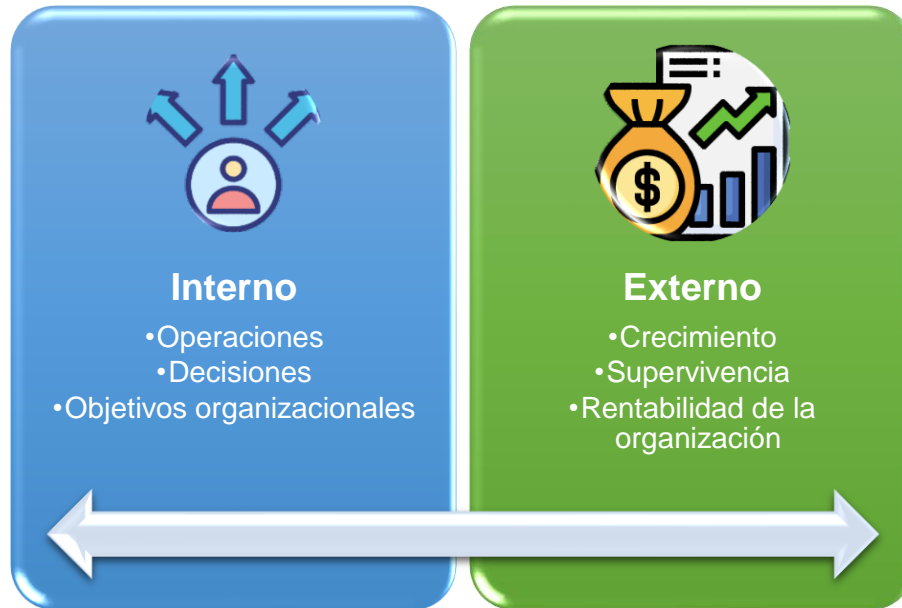 Interno
•Operaciones
•Decisiones
•Objetivos organizacionales
$
Externo
•Crecimiento
•Supervivencia
•Rentabilidad de la
organización